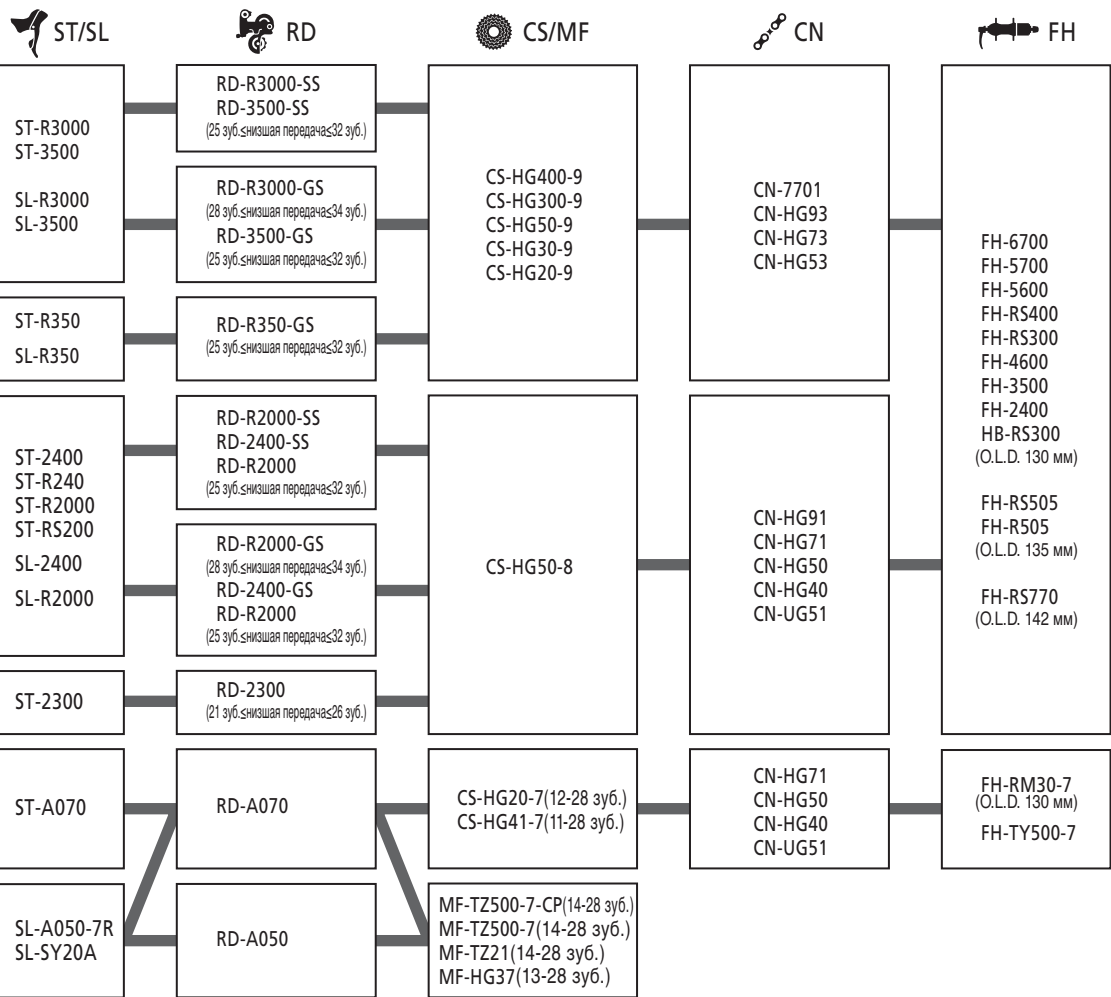 ST/SL
RD
CS/MF
CN
FH
ST-R3000
ST-3500
SL-R3000
SL-3500
RD-R3000-SS
RD-3500-SS
(25 зуб.≤низшая передача≤32 зуб.)
RD-R3000-GS
(28 зуб.≤низшая передача≤34 зуб.)
RD-3500-GS
(25 зуб.≤низшая передача≤32 зуб.)
ST-R350
SL-R350
RD-R350-GS
(25 зуб.≤низшая передача≤32 зуб.)
CS-HG400-9
CS-HG300-9
CS-HG50-9
CS-HG30-9
CS-HG20-9
CN-7701
CN-HG93
CN-HG73
CN-HG53
FH-6700
FH-5700
FH-5600
FH-RS400
FH-RS300
FH-4600
FH-3500
FH-2400
HB-RS300
(O.L.D. 130 мм)
FH-RS505
FH-R505
(O.L.D. 135 мм)
FH-RS770
(O.L.D. 142 мм)
ST-2400
ST-R240
ST-R2000
ST-RS200
SL-2400
SL-R2000
RD-R2000-SS
RD-2400-SS
RD-R2000
(25 зуб.≤низшая передача≤32 зуб.)
RD-R2000-GS
(28 зуб.≤низшая передача≤34 зуб.)
RD-2400-GS
RD-R2000
(25 зуб.≤низшая передача≤32 зуб.)
ST-2300
RD-2300
(21 зуб.≤низшая передача≤26 зуб.)
CS-HG50-8
CN-HG91
CN-HG71
CN-HG50
CN-HG40
CN-UG51
ST-A070
RD-A070
CS-HG20-7(12-28 зуб.)
CS-HG41-7(11-28 зуб.)
CN-HG71
CN-HG50
CN-HG40
CN-UG51
FH-RM30-7
(O.L.D. 130 мм)
FH-TY500-7
SL-A050-7R
SL-SY20A
RD-A050
MF-TZ500-7-CP(14-28 зуб.)
MF-TZ500-7(14-28 зуб.)
MF-TZ21(14-28 зуб.)
MF-HG37(13-28 зуб.)